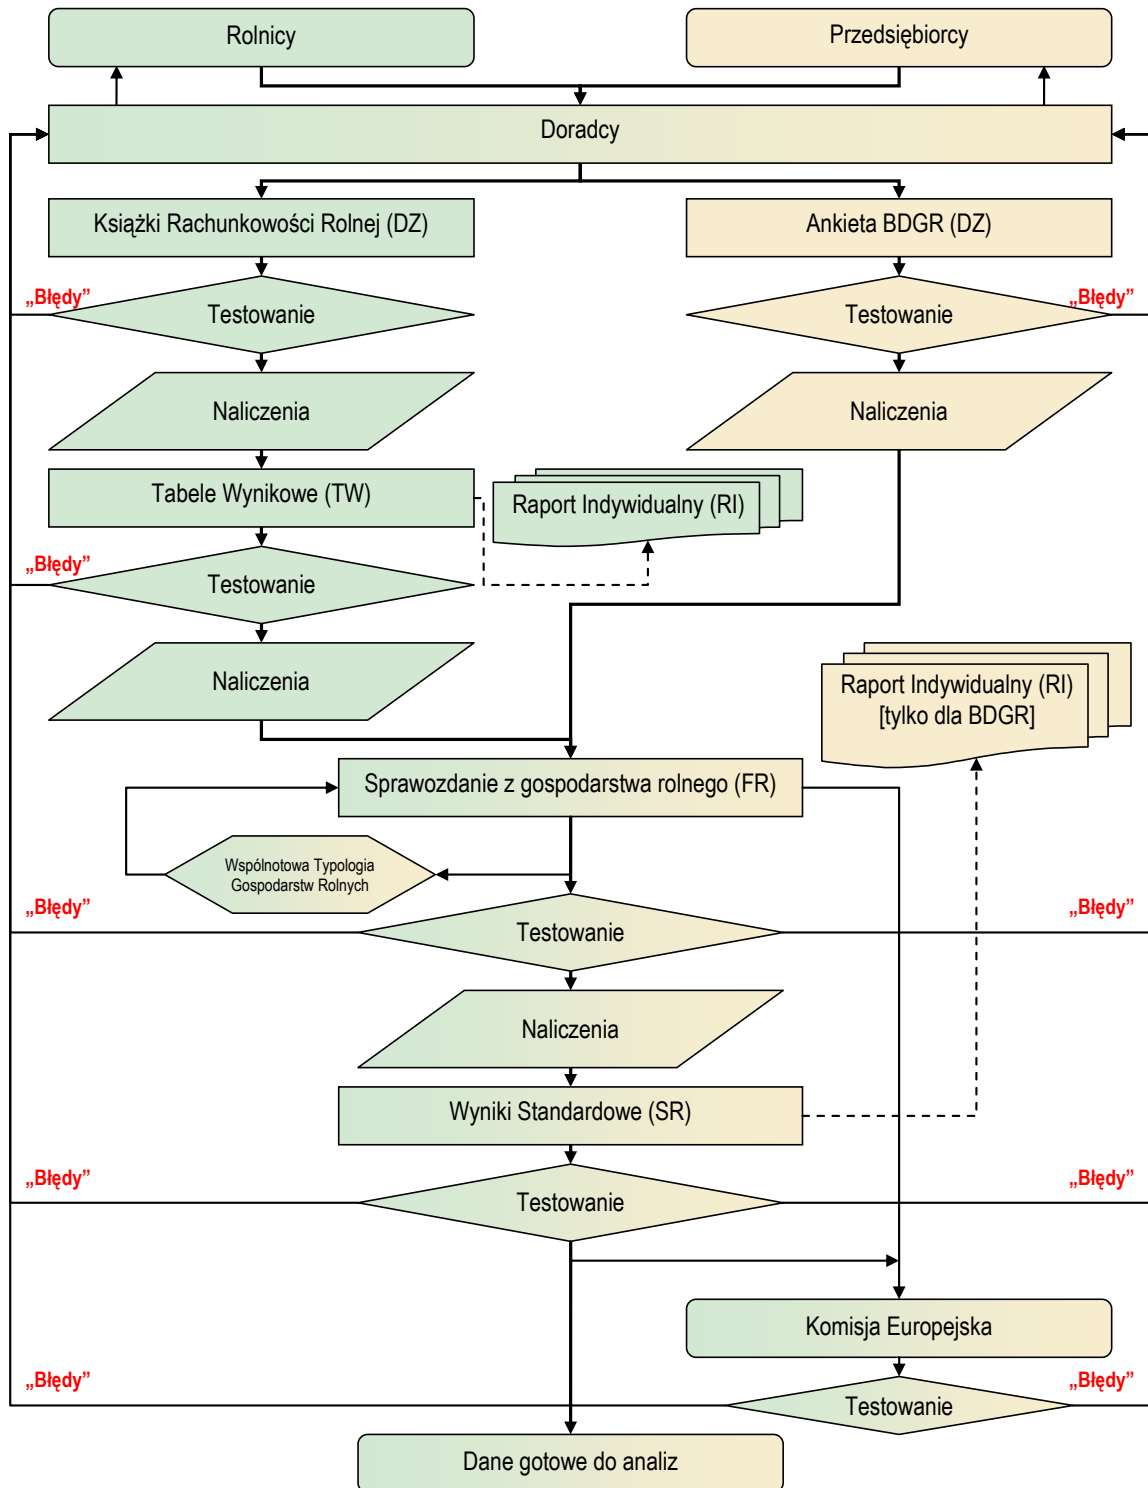 Rolnicy
Przedsiębiorcy
Doradcy
Książki Rachunkowości Rolnej (DZ)
Ankieta BDGR (DZ)
„Błędy”
Testowanie
Testowanie
„Błędy”
Naliczenia
Naliczenia
Tabele Wynikowe (TW)
Raport Indywidualny (RI)
„Błędy”
Testowanie
Naliczenia
Raport Indywidualny (RI)
[tylko dla BDGR]
Sprawozdanie z gospodarstwa rolnego (FR)
Wspólnotowa Typologia
Gospodarstw Rolnych
„Błędy”
Testowanie
„Błędy”
Naliczenia
Wyniki Standardowe (SR)
„Błędy”
Testowanie
„Błędy”
Komisja Europejska
„Błędy”
Testowanie
„Błędy”
Dane gotowe do analiz